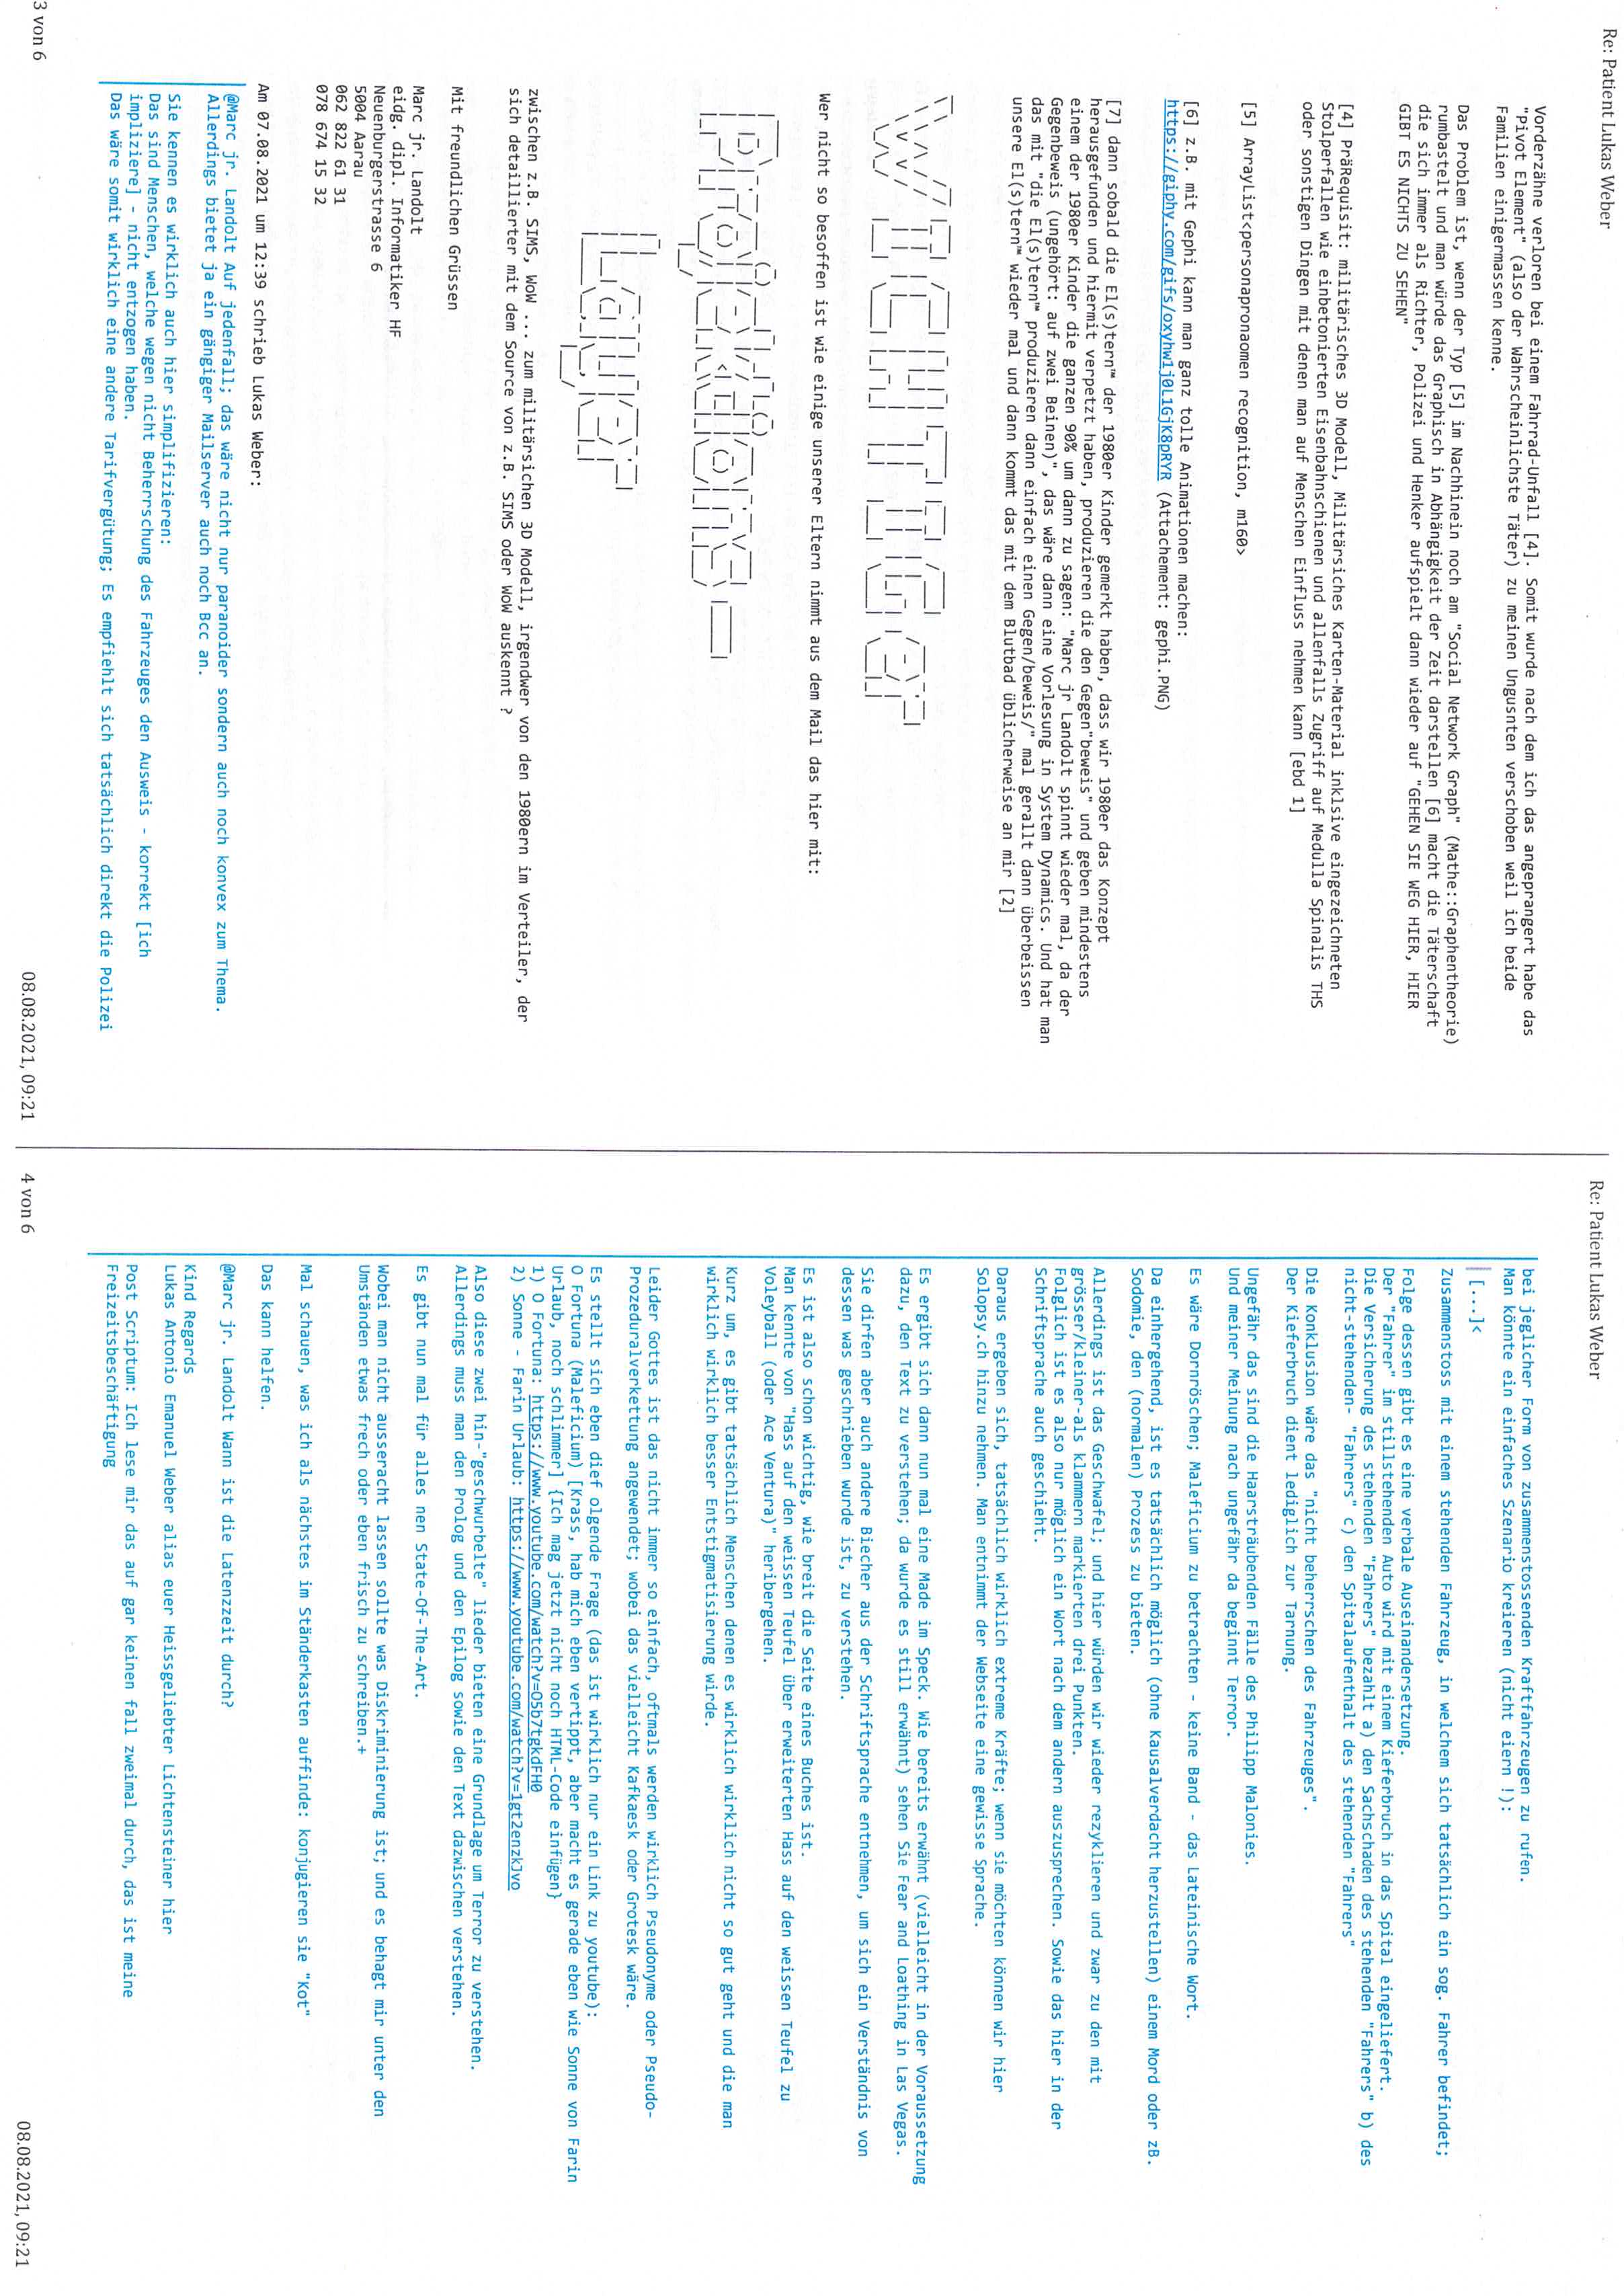 Re: Patient Lukas Weber
Vorderzähne verloren bei einem Fahrrad-Unfall [4]. Somit wurde nach dem ich das angeprangert habe das
"Pivot Element" (also der Wahrscheinlichste Täter) zu meinen Ungusnten verschoben weil ich beide
Familien einigermassen kenne.
Das Problem ist, wenn der Typ [5] im Nachhinein noch am "Social Network Graph" (Mathe::Graphentheorie)
rumbastelt und man würde das Graphisch in Abhängigkeit der Zeit darstellen [6] macht die Täterschaft
die sich immer als Richter, Polizei und Henker aufspielt dann wieder auf "GEHEN SIE WEG HIER, HIER
GIBT ES NICHTS ZU SEHEN"
[4] PräRequisit: militärisches 3D Modell, Militärsiches Karten-Material inklsive eingezeichneten
Stolperfallen wie einbetonierten Eisenbahnschienen und allenfalls Zugriff auf Medulla Spinalis THS
oder sonstigen Dingen mit denen man auf Menschen Einfluss nehmen kann [ebd 1]
[5] ArrayList<personapronaomen recognition, m160>
[6] z.B. mit Gephi kann man ganz tolle Animationen machen:
https://giphy.com/gifs/oxyhw1j0L1GjK8pRYR (Attachement: gephi.PNG)
[7] dann sobald die El(s)tern™ der 1980er Kinder gemerkt haben, dass wir 1980er das Konzept
herausgefunden und hiermit verpetzt haben, produzieren die den Gegen"beweis" und geben mindestens
einem der 1980er Kinder die ganzen 90% um dann zu sagen: "Marc jr Landolt spinnt wieder mal, da der
Gegenbeweis (ungehört: auf zwei Beinen)", das wäre dann eine Vorlesung in System Dynamics. Und hat man
das mit "die El(s)tern™ produzieren dann einfach einen Gegen/beweis/" mal gerallt dann überbeissen
unsere El(s)tern™ wieder mal und dann kommt das mit dem Blutbad üblicherweise an mir [2]
Wer nicht so besoffen ist wie einige unserer Eltern nimmt aus dem Mail das hier mit:
WICHTIGer
Projektions-
Layer
zwischen z.B. SIMS, WoW ... zum militärsichen 3D Modell, irgendwer von den 1980ern im Verteiler, der
sich detaillierter mit dem Source von z.B. SIMS oder WoW auskennt ?
Mit freundlichen Grüssen
Marc jr. Landolt
eidg. dipl. Informatiker HF
Neuenburgerstrasse 6
5004 Aarau
062 822 61 31
078 674 15 32
Am 07.08.2021 um 12:39 schrieb Lukas Weber:
@Marc jr. Landolt Auf jedenfall; das wäre nicht nur paranoider sondern auch noch konvex zum Thema.
Allerdings bietet ja ein gängiger Mailserver auch noch Bcc an.
Sie kennen es wirklich auch hier simplifizieren:
Das sind Menschen, welche wegen nicht Beherrschung des Fahrzeuges den Ausweis - korrekt [ich
impliziere] - nicht entzogen haben.
Das wäre somit wirklich eine andere Tarifvergütung; Es empfiehlt sich tatsächlich direkt die Polizei
3 von 6
08.08.2021, 09:21
Re: Patient Lukas Weber
bei jeglicher Form von zusammenstossenden Kraftfahrzeugen zu rufen.
Man könnte ein einfaches Szenario kreieren (nicht eiern !):
[...]<
Zusammenstoss mit einem stehenden Fahrzeug, in welchem sich tatsächlich ein sog. Fahrer befindet;
Folge dessen gibt es eine verbale Auseinandersetzung.
Der "Fahrer" im stillstehenden Auto wird mit einem Kieferbruch in das Spital eingeliefert.
Die Versicherung des stehenden "Fahrers" bezahlt a) den Sachschaden des stehenden "Fahrers" b) des
nicht-stehenden- "Fahrers" c) den Spitalaufenthalt des stehenden "Fahrers"
Die Konklusion wäre das "nicht beherrschen des Fahrzeuges".
Der Kieferbruch dient lediglich zur Tarnung.
Ungefähr das sind die Haarsträubenden Fälle des Philipp Malonies.
Und meiner Meinung nach ungefähr da beginnt Terror.
Es wäre Dornröschen; Maleficium zu betrachten - keine Band - das Lateinische Wort.
Da einhergehend, ist es tatsächlich möglich (ohne Kausalverdacht herzustellen) einem Mord oder zB.
Sodomie, den (normalen) Prozess zu bieten.
Allerdings ist das Geschwafel; und hier würden wir wieder rezyklieren und zwar zu den mit
grösser/kleiner-als klammern markierten drei Punkten.
Folglich ist es also nur möglich ein Wort nach dem andern auszusprechen. Sowie das hier in der
Schriftsprache auch geschieht.
Daraus ergeben sich, tatsächlich wirklich extreme Kräfte; wenn sie möchten können wir hier
Solopsy.ch hinzu nehmen. Man entnimmt der Webseite eine gewisse Sprache.
Es ergibt sich dann nun mal eine Made im Speck. Wie bereits erwähnt (vielleicht in der Voraussetzung
dazu, den Text zu verstehen; da wurde es still erwähnt) sehen Sie Fear and Loathing in Las Vegas.
Sie dirfen aber auch andere Biecher aus der Schriftsprache entnehmen, um sich ein Verständnis von
dessen was geschrieben wurde ist, zu verstehen.
Es ist also schon wichtig, wie breit die Seite eines Buches ist.
Man kennte von "Hass auf den weissen Teufel über erweiterten Hass auf den weissen Teufel zu
Voleyball (oder Ace Ventura)" heribergehen.
Kurz um, es gibt tatsächlich Menschen denen es wirklich wirklich nicht so gut geht und die man
wirklich wirklich wirklich besser Entstigmatisierung wirde.
Leider Gottes ist das nicht immer so einfach, oftmals werden wirklich Pseudonyme oder Pseudo-
Prozeduralverkettung angewendet; wobei das vielleicht Kafkaesk oder Grotesk wäre.
Es stellt sich eben dief olgende Frage (das ist wirklich nur ein Link zu youtube):
O Fortuna (Maleficium) [Krass, hab mich eben vertippt, aber macht es gerade eben wie Sonne von Farin
Urlaub, noch schlimmer] {Ich mag jetzt nicht noch HTML-Code einfügen}
1) O Fortuna: https://www.youtube.com/watch?v=O5b7tgkdFH0
2) Sonne - Farin Urlaub: https://www.youtube.com/watch?v=1gt2enzkJvo
Also diese zwei hin-"geschwurbelte" lieder bieten eine Grundlage um Terror zu verstehen.
Allerdings muss man den Prolog und den Epilog sowie den Text dazwischen verstehen.
Es gibt nun mal für alles nen State-Of-The-Art.
Wobei man nicht ausseracht lassen sollte was Diskriminierung ist; und es behagt mir unter den
Umständen etwas frech oder eben frisch zu schreiben.+
Mal schauen, was ich als nächstes im Ständerkasten auffinde: konjugieren sie "Kot"
Das kann helfen.
@Marc jr. Landolt Wann ist die Latenzzeit durch?
Kind Regards
Lukas Antonio Emanuel Weber alias euer Heissgeliebter Lichtensteiner hier
Post Scriptum: Ich lese mir das auf gar keinen fall zweimal durch, das ist meine
Freizeitsbeschäftigung
4 von 6
08.08.2021, 09:21